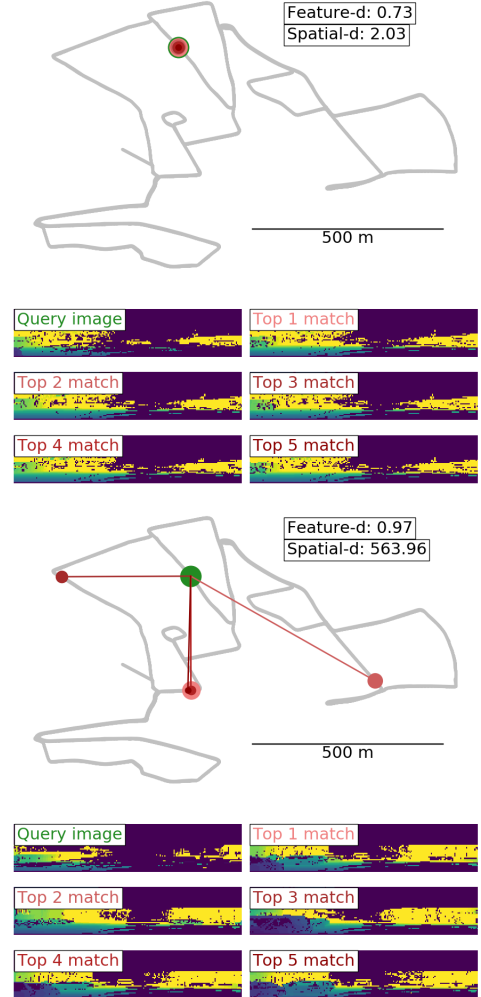 Feature-d: 0.73
Spatial-d: 2.03
500 m
Query image
Top 1 match
Top 2 match
Top 3 match
Top 4 match
Top 5 match
Feature-d: 0.97
Spatial-d: 563.96
500 m
Query image
Top 1 match
Top 2 match
Top 3 match
Top 4 match
Top 5 match